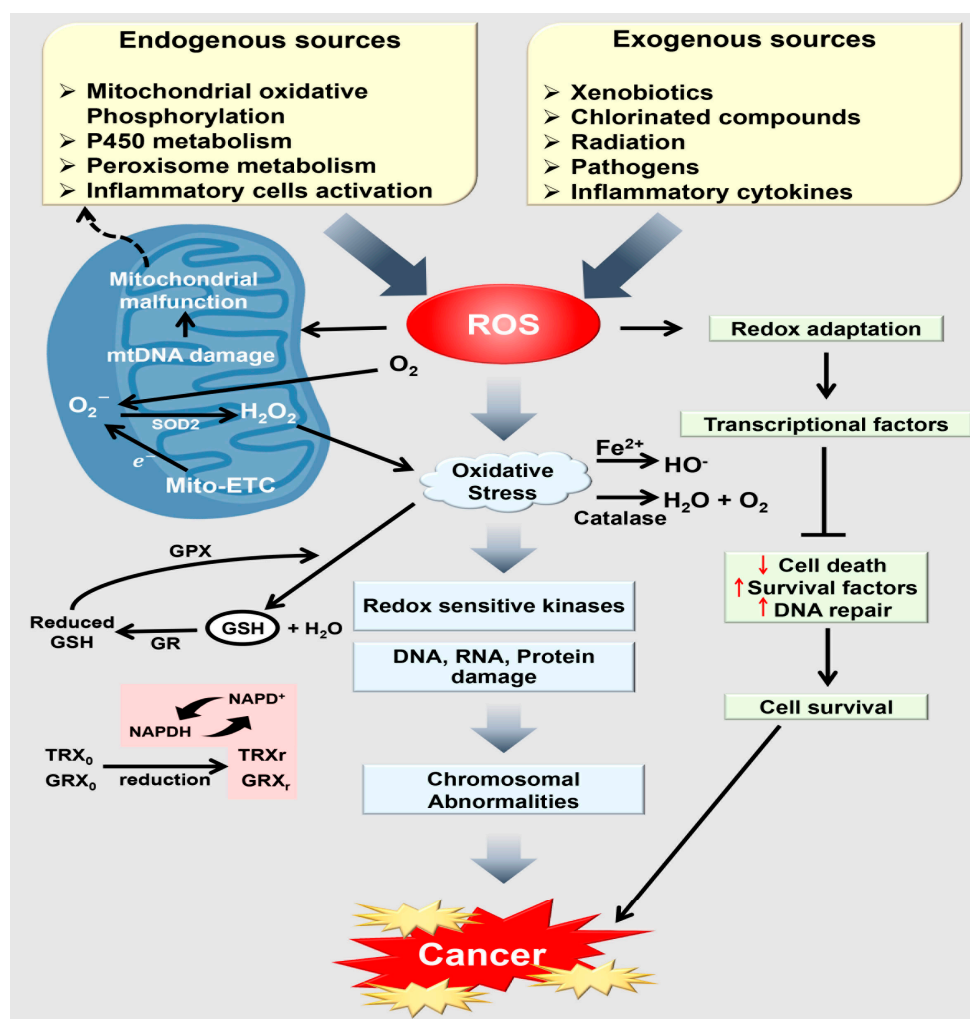 Endogenous sources
➢ Mitochondrial oxidative
Phosphorylation
➢ P450 metabolism
➢ Peroxisome metabolism
➢ Inflammatory cells activation
Exogenous sources
➢ Xenobiotics
➢ Chlorinated compounds
➢ Radiation
➢ Pathogens
➢ Inflammatory cytokines
Mitochondrial
malfunction
mtDNA damage
ROS
Redox adaptation
O₂
O₂⁻
SOD2
H₂O₂
e⁻
Mito-ETC
Transcriptional factors
Oxidative
Stress
Fe²⁺
HO⁻
Catalase
H₂O + O₂
GPX
Reduced
GSH
GR
GSH
+ H₂O
Redox sensitive kinases
DNA, RNA, Protein
damage
↓ Cell death
↑ Survival factors
↑ DNA repair
NAPD⁺
NAPDH
TRX₀
GRX₀
reduction
TRXr
GRXᵣ
Cell survival
Chromosomal
Abnormalities
Cancer